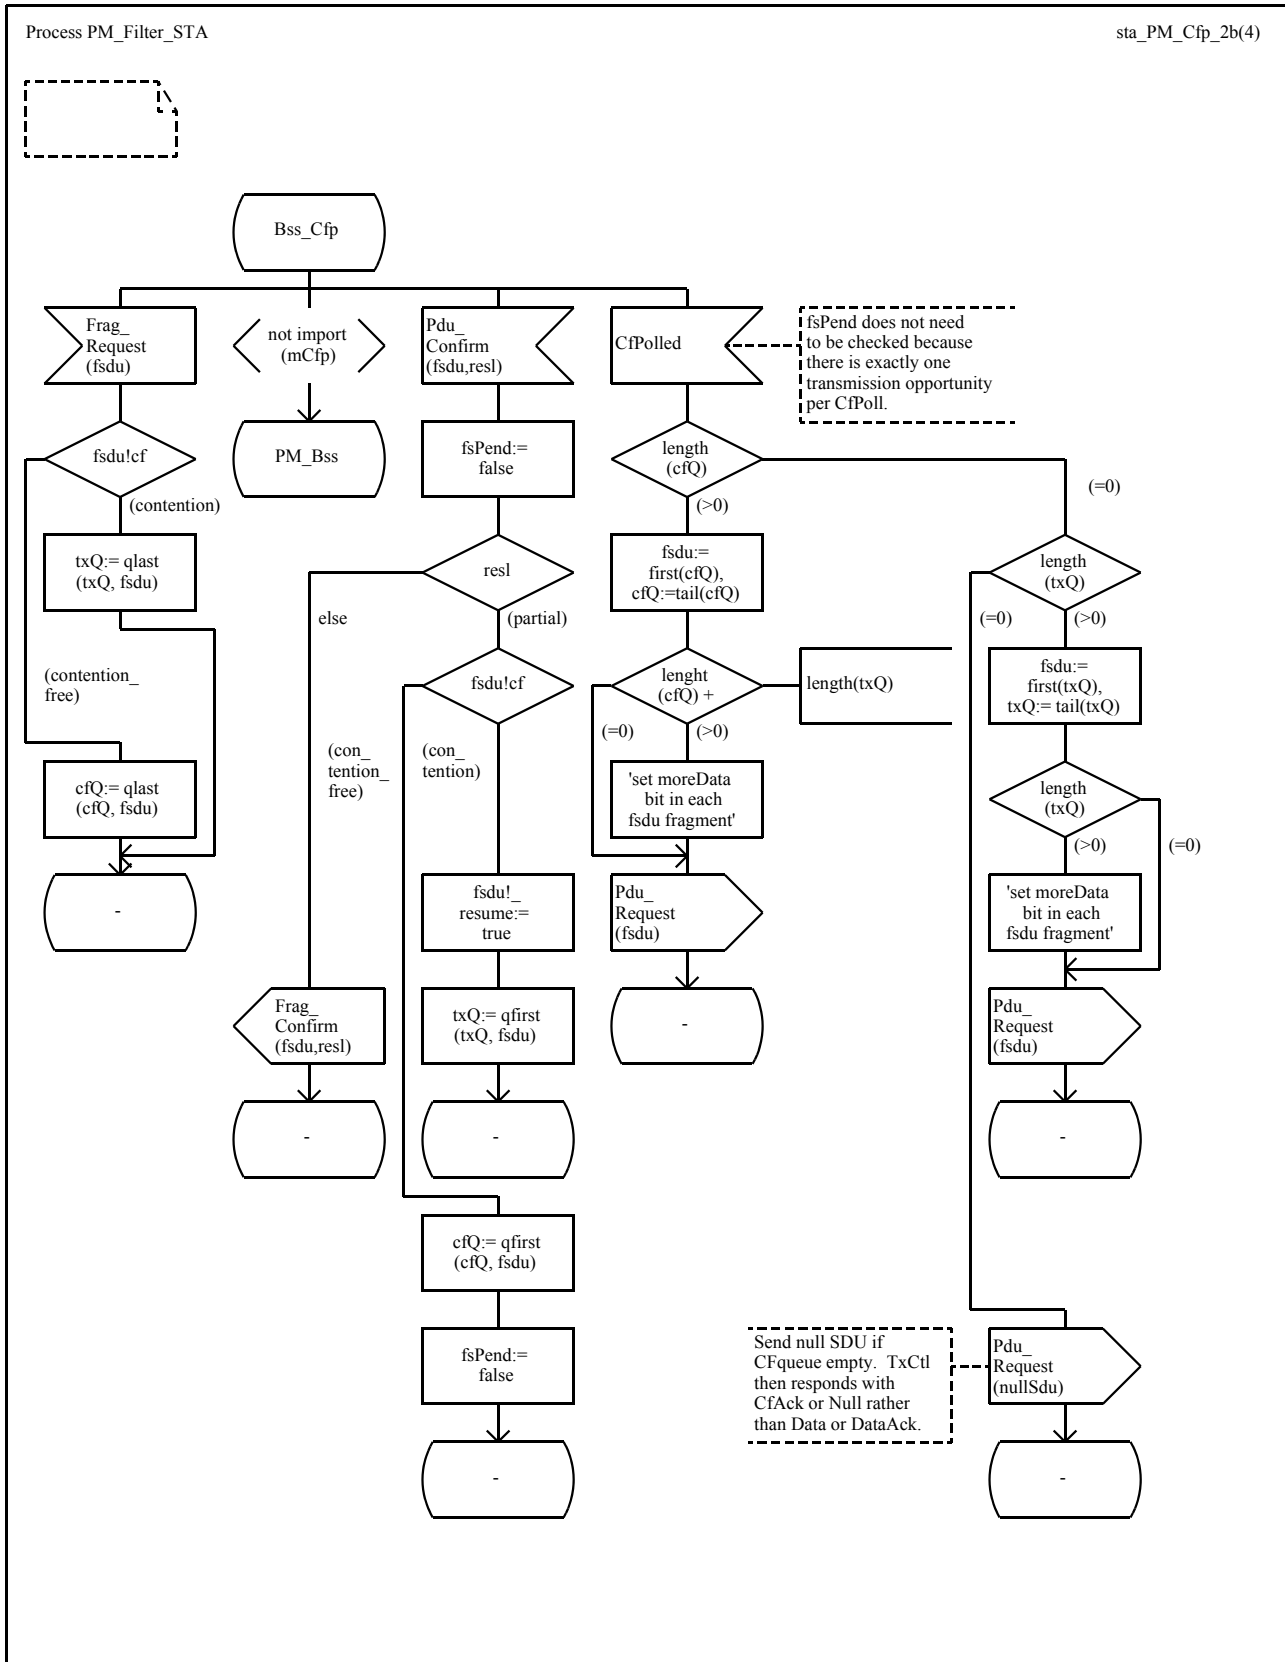 Process PM_Filter_STA
sta_PM_Cfp_2b(4)
Bss_Cfp
Frag_
Request
(fsdu)
not import
(mCfp)
Pdu_
Confirm
(fsdu,resl)
CfPolled
fsPend does not need
to be checked because
there is exactly one
transmission opportunity
per CfPoll.
fsdu!cf
(contention)
PM_Bss
fsPend:=
false
length
(cfQ)
(>0)
(=0)
txQ:= qlast
(txQ, fsdu)
resl
else
(partial)
fsdu:=
first(cfQ),
cfQ:=tail(cfQ)
length
(txQ)
(=0)
(>0)
(contention_
free)
fsdu!cf
(con_
tention_
free)
(con_
tention)
lenght
(cfQ) +
length(txQ)
(=0)
(>0)
fsdu:=
first(txQ),
txQ:= tail(txQ)
cfQ:= qlast
(cfQ, fsdu)
'set moreData
bit in each
fsdu fragment'
length
(txQ)
(>0)
(=0)
-
fsdu!_
resume:=
true
Pdu_
Request
(fsdu)
'set moreData
bit in each
fsdu fragment'
Frag_
Confirm
(fsdu,resl)
txQ:= qfirst
(txQ, fsdu)
-
Pdu_
Request
(fsdu)
-
-
-
cfQ:= qfirst
(cfQ, fsdu)
fsPend:=
false
Send null SDU if
CFqueue empty.  TxCtl
then responds with
CfAck or Null rather
than Data or DataAck.
Pdu_
Request
(nullSdu)
-
-